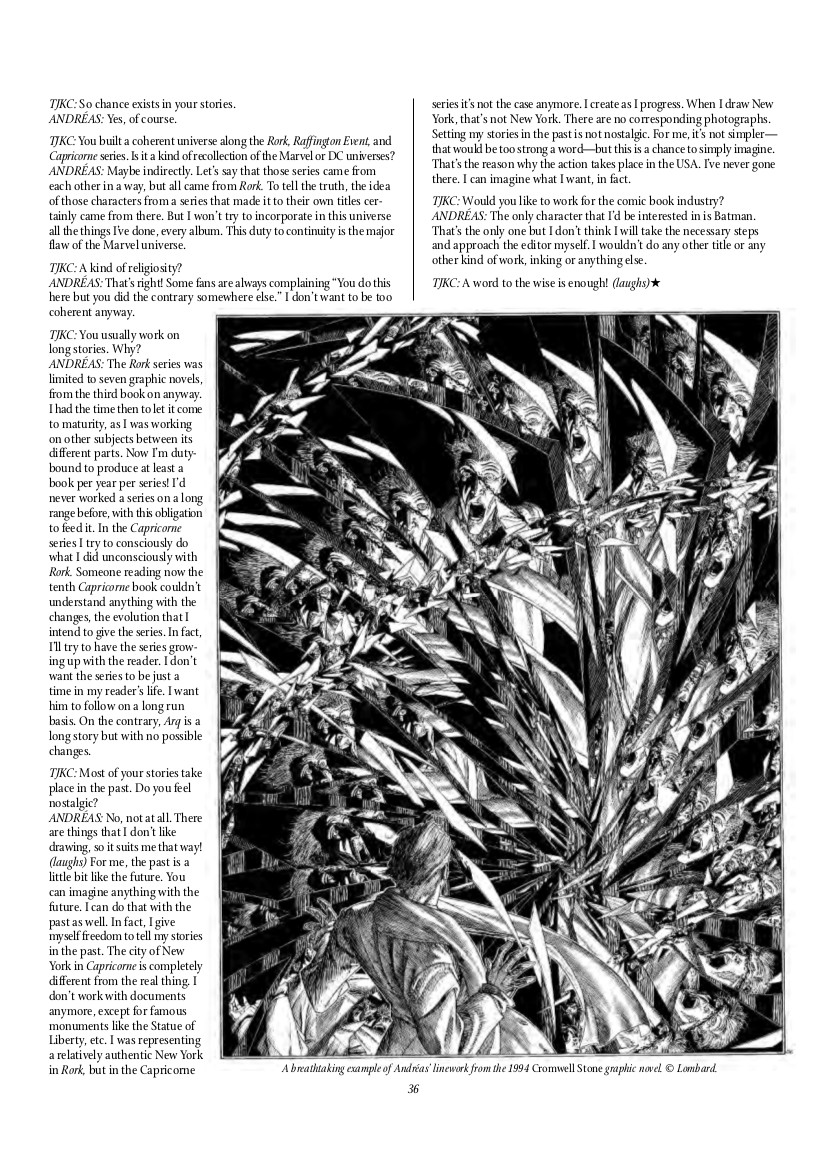 TJKC: So chance exists in your stories.
ANDRÉAS: Yes, of course.
TJKC: You built a coherent universe along the Rork, Raffington Event, and
Capricorne series. Is it a kind of recollection of the Marvel or DC universes?
ANDRÉAS: Maybe indirectly. Let's say that those series came from
each other in a way, but all came from Rork. To tell the truth, the idea
of those characters from a series that made it to their own titles cer-
tainly came from there. But I won't try to incorporate in this universe
all the things I've done, every album. This duty to continuity is the major
flaw of the Marvel universe.
TJKC: A kind of religiosity?
ANDRÉAS: That's right! Some fans are always complaining “You do this
here but you did the contrary somewhere else.” I don't want to be too
coherent anyway.
TJKC: You usually work on
long stories. Why?
ANDRÉAS: The Rork series was
limited to seven graphic novels,
from the third book on anyway.
I had the time then to let it come
to maturity, as I was working
on other subjects between its
different parts. Now I'm duty-
bound to produce at least a
book per year per series! I'd
never worked a series on a long
range before, with this obligation
to feed it. In the Capricorne
series I try to consciously do
what I did unconsciously with
Rork. Someone reading now the
tenth Capricorne book couldn't
understand anything with the
changes, the evolution that I
intend to give the series. In fact,
I'll try to have the series grow-
ing up with the reader. I don't
want the series to be just a
time in my reader's life. I want
him to follow on a long run
basis. On the contrary, Arq is a
long story but with no possible
changes.
TJKC: Most of your stories take
place in the past. Do you feel
nostalgic?
ANDRÉAS: No, not at all. There
are things that I don't like
drawing, so it suits me that way!
(laughs) For me, the past is a
little bit like the future. You
can imagine anything with the
future. I can do that with the
past as well. In fact, I give
myself freedom to tell my stories
in the past. The city of New
York in Capricorne is completely
different from the real thing. I
don't work with documents
anymore, except for famous
monuments like the Statue of
Liberty, etc. I was representing
a relatively authentic New York
in Rork, but in the Capricorne
series it's not the case anymore. I create as I progress. When I draw New
York, that's not New York. There are no corresponding photographs.
Setting my stories in the past is not nostalgic. For me, it's not simpler—
that would be too strong a word—but this is a chance to simply imagine.
That's the reason why the action takes place in the USA. I've never gone
there. I can imagine what I want, in fact.
TJKC: Would you like to work for the comic book industry?
ANDRÉAS: The only character that I'd be interested in is Batman.
That's the only one but I don't think I will take the necessary steps
and approach the editor myself. I wouldn't do any other title or any
other kind of work, inking or anything else.
TJKC: A word to the wise is enough! (laughs)★
A breathtaking example of Andréas' linework from the 1994 Cromwell Stone graphic novel. © Lombard.
36